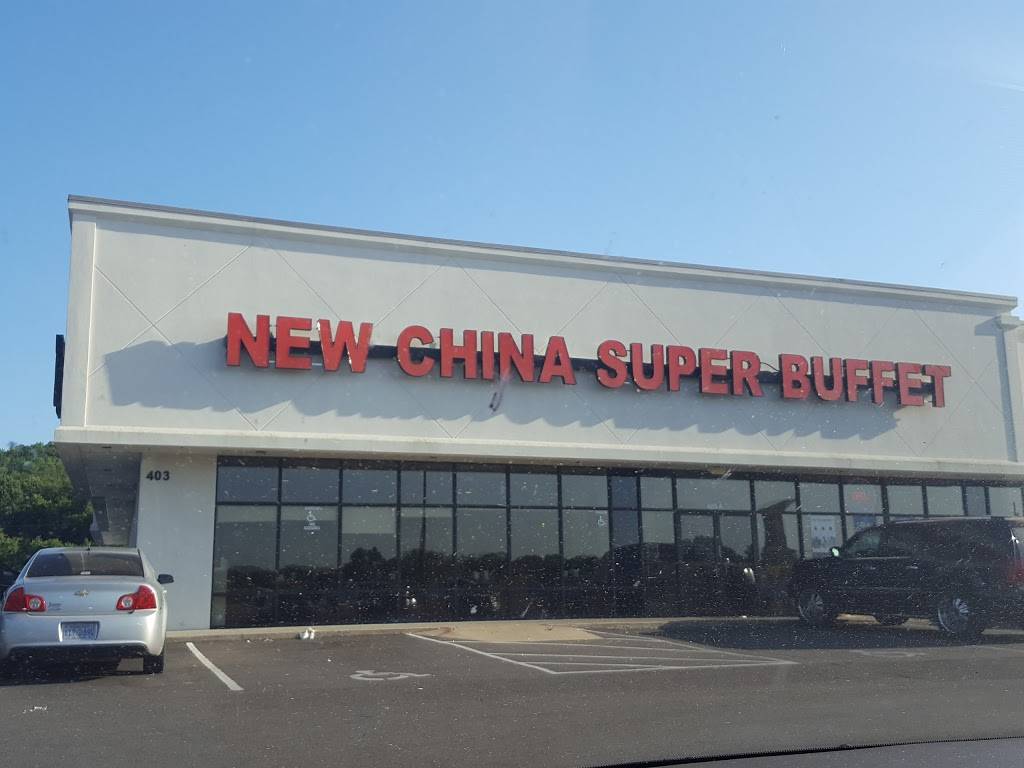 NEW CHINA SUPER BUFFET
403